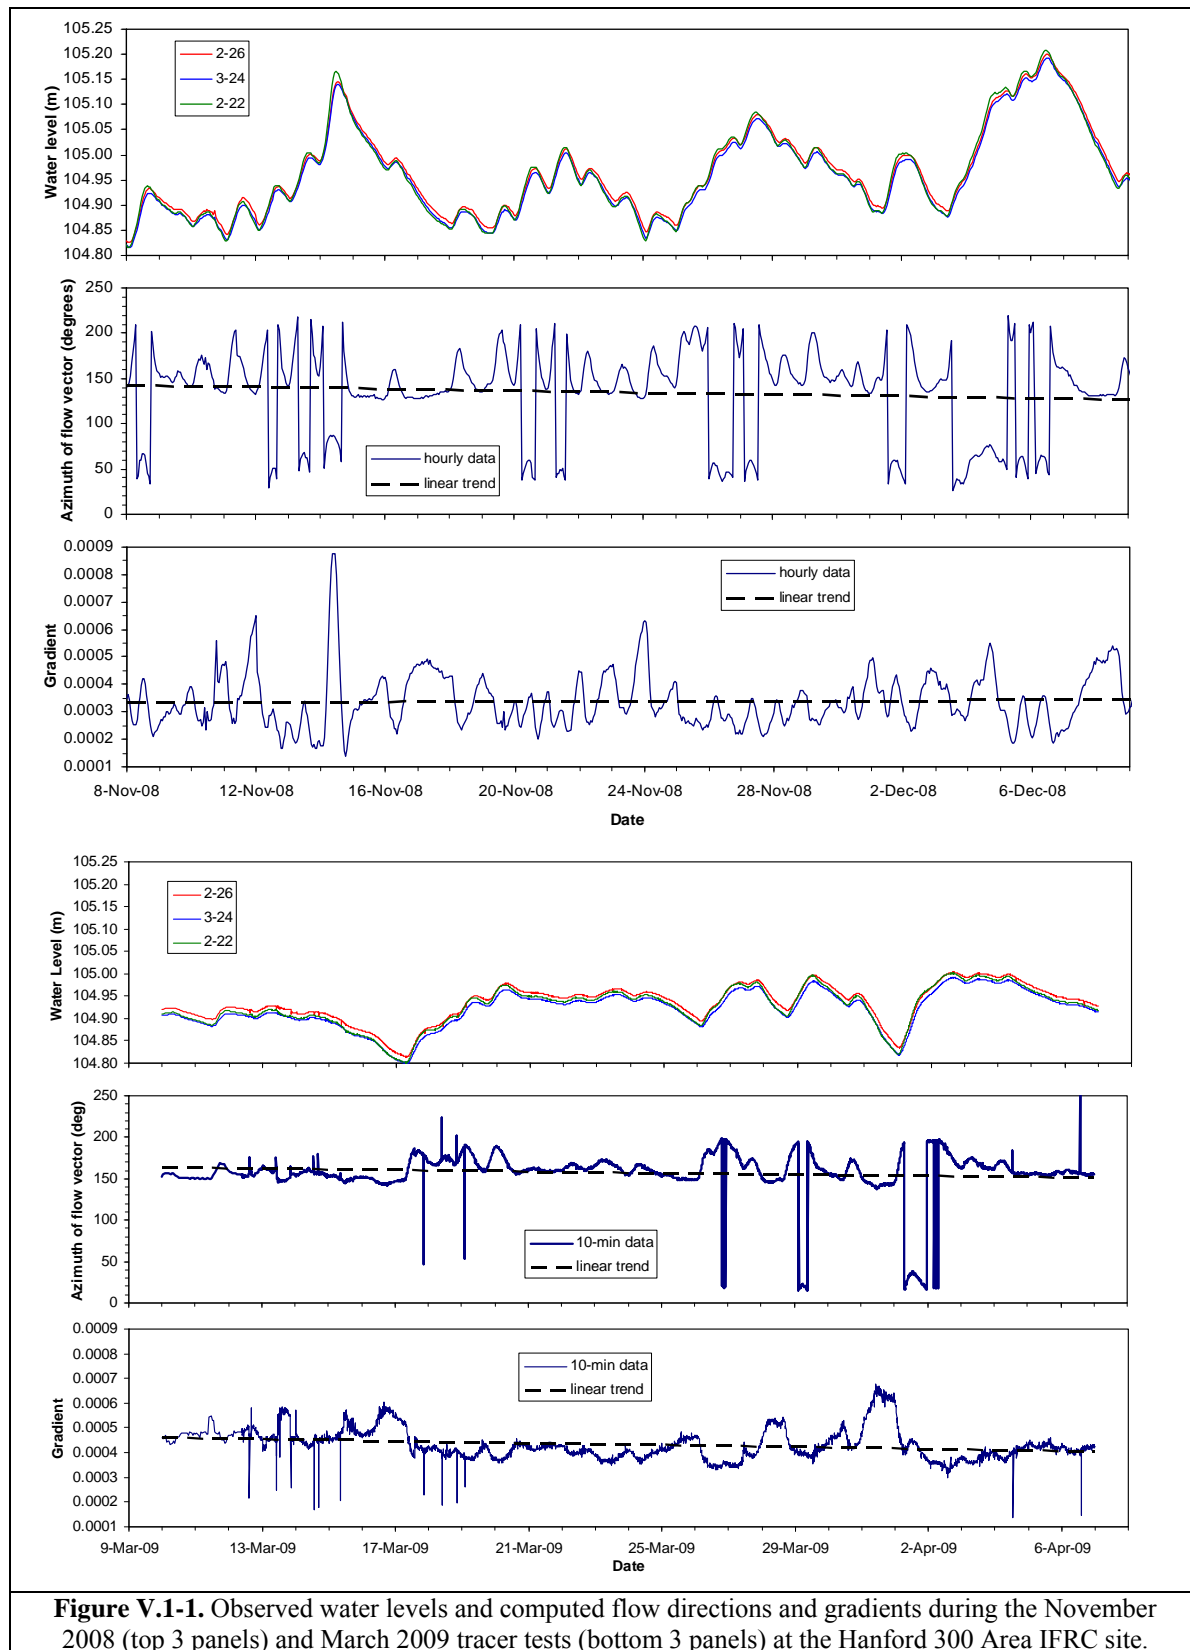 Water level (m)
105.25
105.20
105.15
105.10
105.05
105.00
104.95
104.90
104.85
104.80
2-26
3-24
2-22
Azimuth of flow vector (degrees)
250
200
150
100
50
0
hourly data
linear trend
Gradient
0.0009
0.0008
0.0007
0.0006
0.0005
0.0004
0.0003
0.0002
0.0001
hourly data
linear trend
8-Nov-08 12-Nov-08 16-Nov-08 20-Nov-08 24-Nov-08 28-Nov-08 2-Dec-08 6-Dec-08
Date
Water Level (m)
105.25
105.20
105.15
105.10
105.05
105.00
104.95
104.90
104.85
104.80
2-26
3-24
2-22
Azimuth of flow vector (deg)
250
200
150
100
50
0
10-min data
linear trend
Gradient
0.0009
0.0008
0.0007
0.0006
0.0005
0.0004
0.0003
0.0002
0.0001
10-min data
linear trend
9-Mar-09 13-Mar-09 17-Mar-09 21-Mar-09 25-Mar-09 29-Mar-09 2-Apr-09 6-Apr-09
Date
Figure V.1-1. Observed water levels and computed flow directions and gradients during the November
2008 (top 3 panels) and March 2009 tracer tests (bottom 3 panels) at the Hanford 300 Area IFRC site.